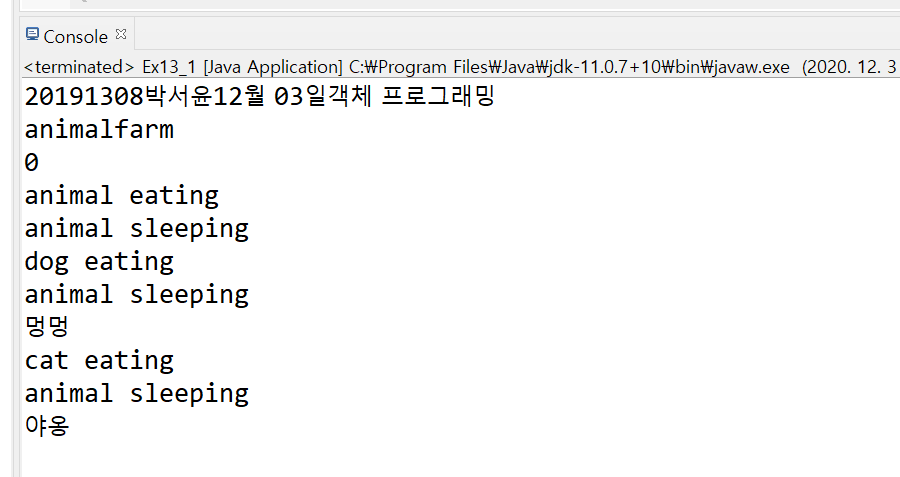 Console
<terminated> Ex13_1 [Java Application] C:₩Program Files₩Java₩jdk-11.0.7+10₩bin₩javaw.exe (2020. 12. 3
20191308박서윤12월 03일객체 프로그래밍
animalfarm
0
animal eating
animal sleeping
dog eating
animal sleeping
멍멍
cat eating
animal sleeping
야옹